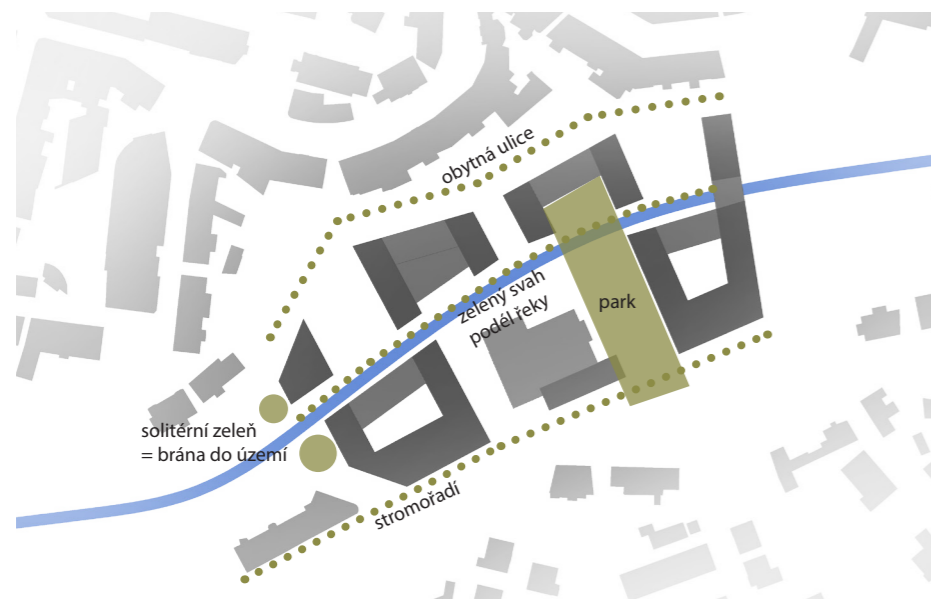 obytná ulice
zelený svah
podél řeky
park
solitérní zeleň
= brána do území
stromořadí